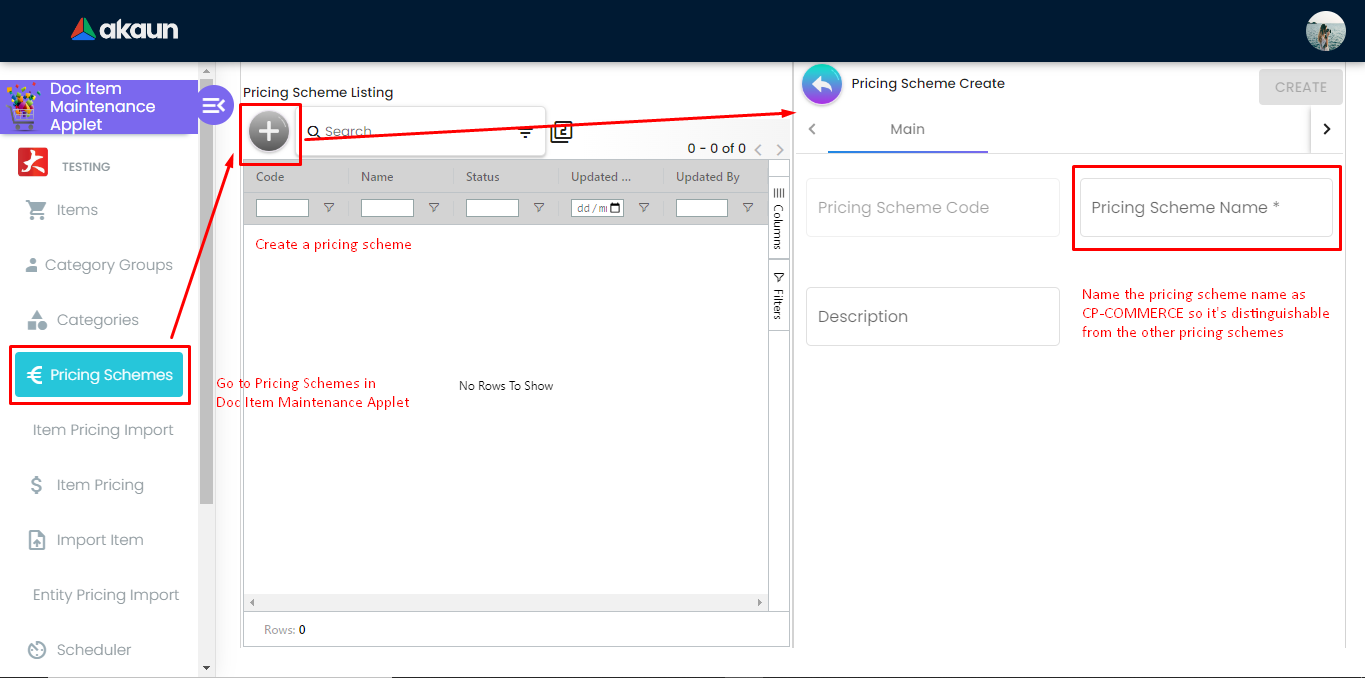 akaun
Doc Item
Maintenance
Applet
TESTING
Items
Category Groups
Categories
Pricing Schemes
Item Pricing Import
Item Pricing
Import Item
Entity Pricing Import
Scheduler
Pricing Scheme Listing
Search
0 - 0 of 0
Code Name Status Updated ... Updated By
dd / m
Columns
Filters
Create a pricing scheme
Go to Pricing Schemes in
Doc Item Maintenance Applet
No Rows To Show
Rows: 0
Pricing Scheme Create
CREATE
Main
Pricing Scheme Code
Pricing Scheme Name *
Description
Name the pricing scheme name as
CP-COMMERCE so it's distinguishable
from the other pricing schemes